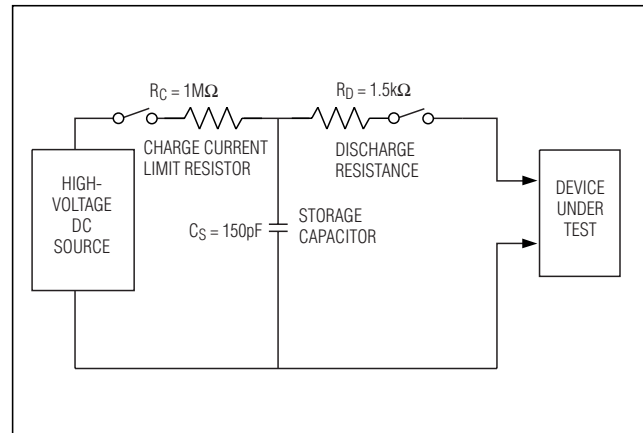 R_C = 1MΩ
R_D = 1.5kΩ
CHARGE CURRENT
LIMIT RESISTOR
DISCHARGE
RESISTANCE
HIGH-
VOLTAGE
DC
SOURCE
C_S = 150pF
STORAGE
CAPACITOR
DEVICE
UNDER
TEST